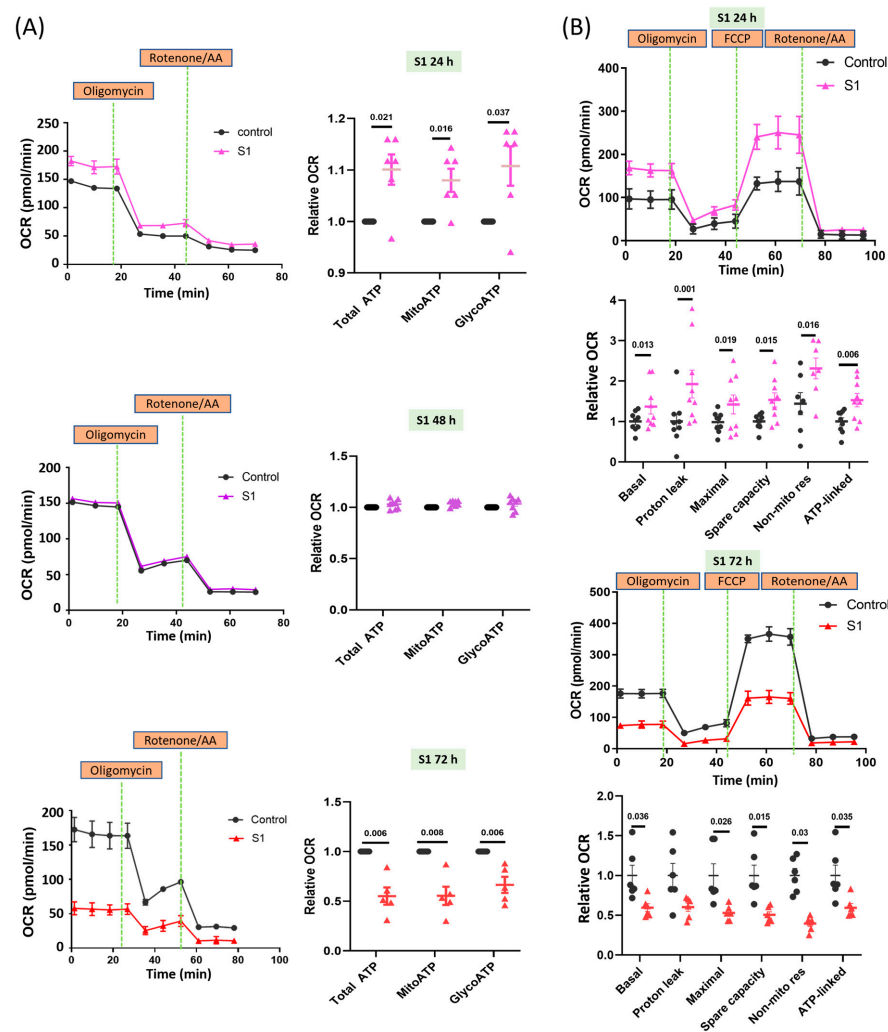 (A)
Rotenone/AA
Oligomycin
control
S1
OCR (pmol/min)
250
200
150
100
50
0
0 20 40 60 80
Time (min)
S1 24 h
0.021
0.016
0.037
Relative OCR
1.2
1.1
1.0
0.9
Total ATP
MitoATP
GlycoATP
Rotenone/AA
Oligomycin
Control
S1
OCR (pmol/min)
200
150
100
50
0
0 20 40 60 80
Time (min)
S1 48 h
Relative OCR
1.5
1.0
0.5
0.0
Total ATP
MitoATP
GlycoATP
Rotenone/AA
Oligomycin
Control
S1
OCR (pmol/min)
200
150
100
50
0
0 20 40 60 80 100
Time (min)
S1 72 h
0.006
0.008
0.006
Relative OCR
1.5
1.0
0.5
0.0
Total ATP
MitoATP
GlycoATP
(B)
S1 24 h
Oligomycin
FCCP
Rotenone/AA
Control
S1
OCR (pmol/min)
400
300
200
100
0
0 20 40 60 80 100
Time (min)
0.013
0.001
0.019
0.015
0.016
0.006
Relative OCR
4
3
2
1
0
Basal
Proton leak
Maximal
Spare capacity
Non-mito res
ATP-linked
S1 72 h
Oligomycin
FCCP
Rotenone/AA
Control
S1
OCR (pmol/min)
500
400
300
200
100
0
0 20 40 60 80 100
Time (min)
0.036
0.026
0.015
0.03
0.035
Relative OCR
2.0
1.5
1.0
0.5
0.0
Basal
Proton leak
Maximal
Spare capacity
Non-mito res
ATP-linked